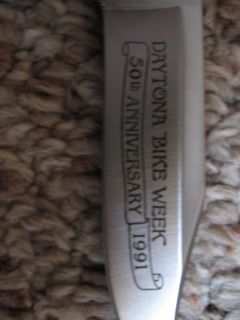 DAYTONA BIKE WEEK
50TH ANNIVERSARY 1991